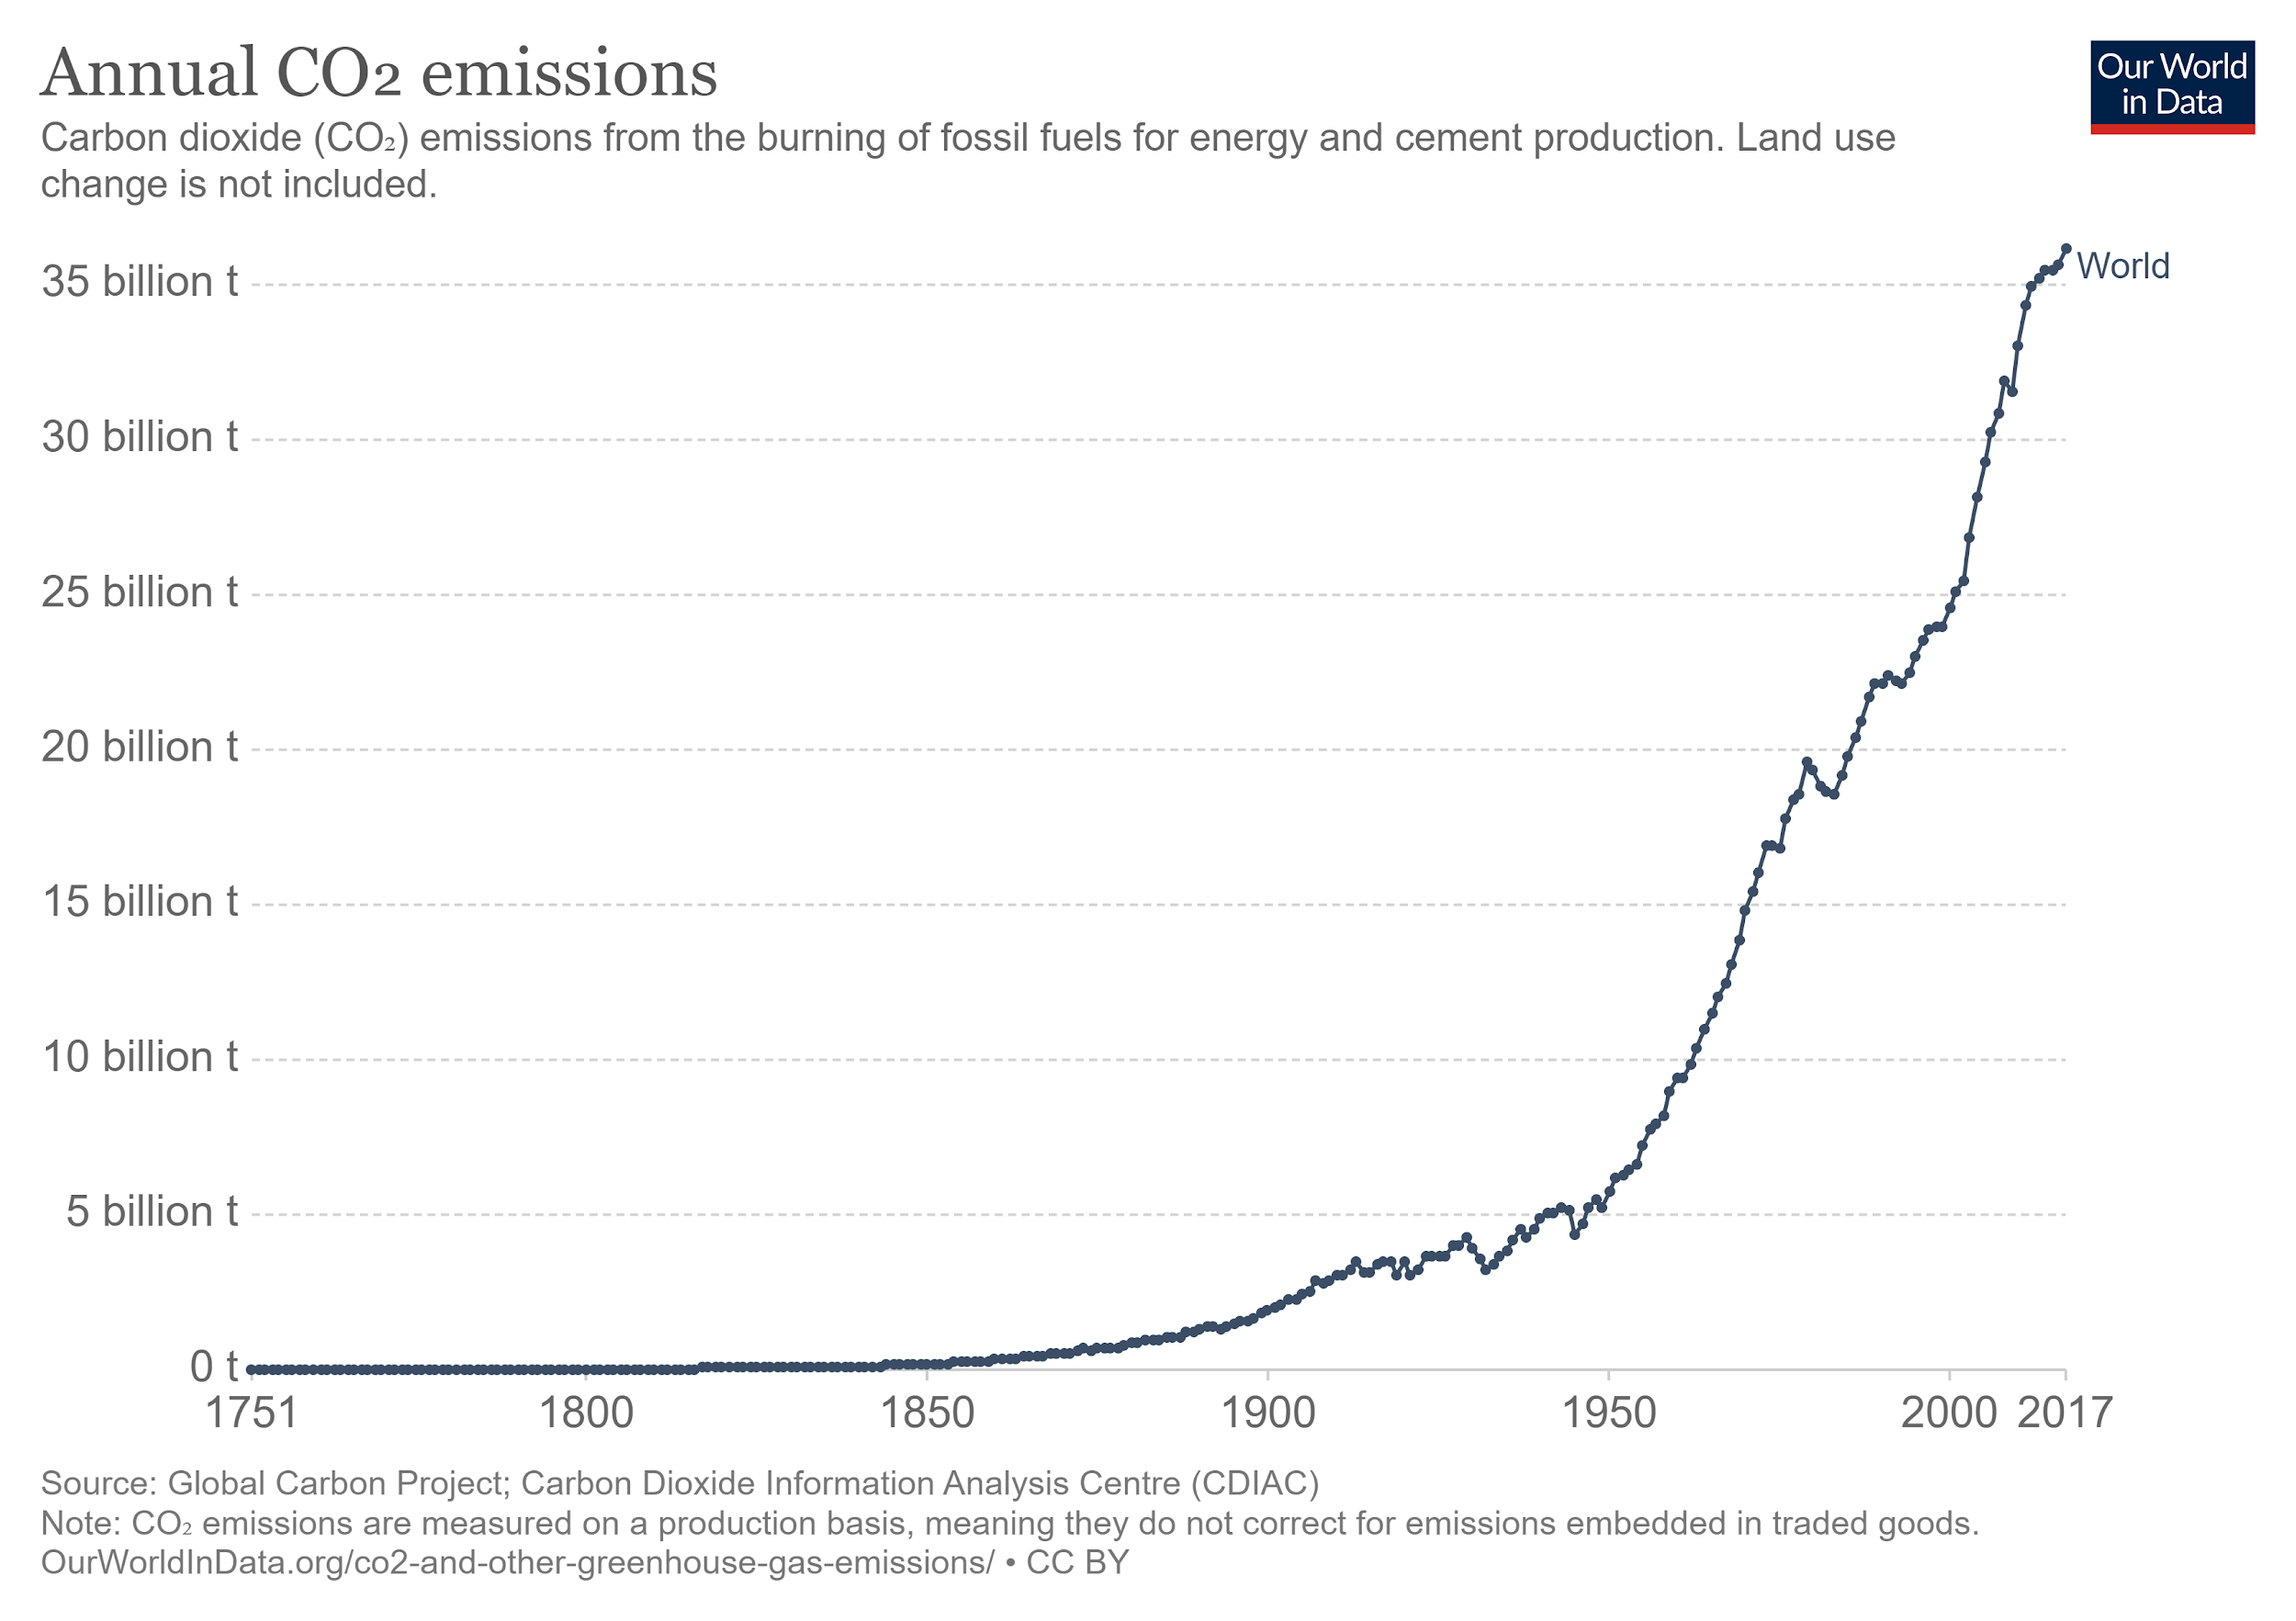 Annual CO2 emissions
Our World
in Data
Carbon dioxide (CO₂) emissions from the burning of fossil fuels for energy and cement production. Land use
change is not included.
35 billion t
World
30 billion t
25 billion t
20 billion t
15 billion t
10 billion t
5 billion t
0 t
1751 1800 1850 1900 1950 2000 2017
Source: Global Carbon Project; Carbon Dioxide Information Analysis Centre (CDIAC)
Note: CO₂ emissions are measured on a production basis, meaning they do not correct for emissions embedded in traded goods.
OurWorldInData.org/co2-and-other-greenhouse-gas-emissions/ • CC BY